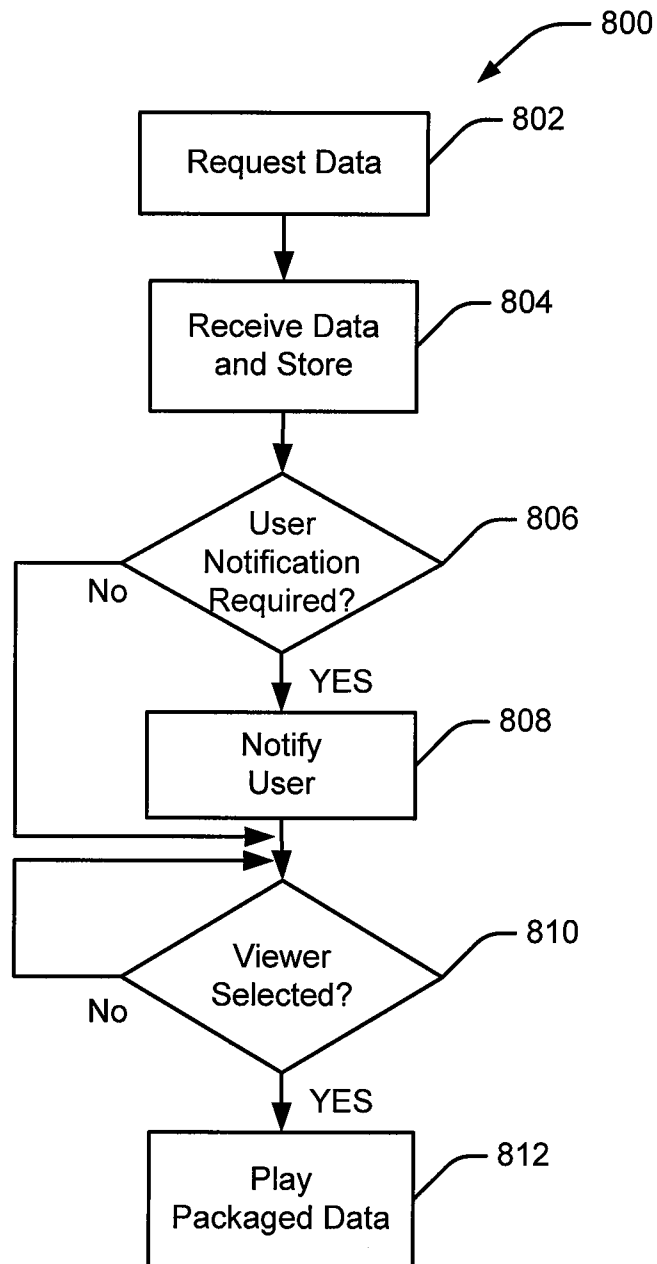 800
802
Request Data
804
Receive Data
and Store
806
User
Notification
Required?
No
YES
808
Notify
User
810
Viewer
Selected?
No
YES
812
Play
Packaged Data